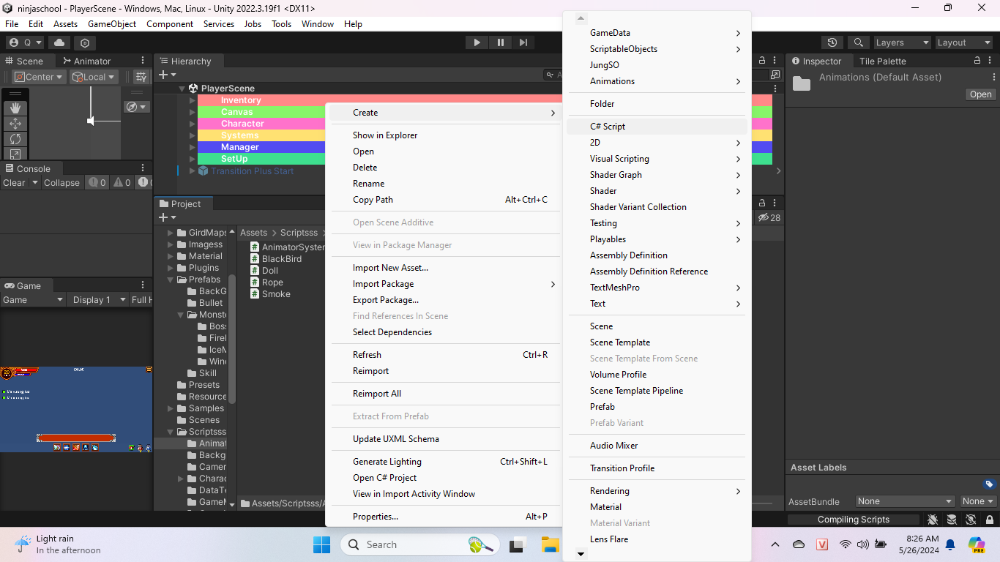 ninjaschool - PlayerScene - Windows, Mac, Linux - Unity 2022.3.19f1 <DX11>
File Edit Assets GameObject Component Services Jobs Tools Window Help
Q
Layers
Layout
Scene
Animator
Center
Local
Console
Clear
Collapse
0
0
0
Game
Game
Display 1
Full H
20
100.00
Hierarchy
PlayerScene
Inventory
Canvas
Character
Systems
Manager
SetUp
Transition Plus Start
Project
28
GirdMaps
Imagess
Material
Plugins
Prefabs
BackG
Bullet
Monst
Bos
Firel
IceM
Wind
Skill
Presets
Resource
Samples
Scenes
Scriptsss
Animat
Backg
Camer
Charac
DataTe
GameM
Assets > Scriptsss >
AnimatorSyster
BlackBird
Doll
Rope
Smoke
Assets/Scriptsss/A
Create
Show in Explorer
Open
Delete
Rename
Copy Path Alt+Ctrl+C
Open Scene Additive
View in Package Manager
Import New Asset...
Import Package
Export Package...
Find References In Scene
Select Dependencies
Refresh Ctrl+R
Reimport
Reimport All
Extract From Prefab
Update UXML Schema
Generate Lighting Ctrl+Shift+L
Open C# Project
View in Import Activity Window
Properties... Alt+P
GameData
ScriptableObjects
JungSO
Animations
Folder
C# Script
2D
Visual Scripting
Shader Graph
Shader
Shader Variant Collection
Testing
Playables
Assembly Definition
Assembly Definition Reference
TextMeshPro
Text
Scene
Scene Template
Scene Template From Scene
Volume Profile
Scene Template Pipeline
Prefab
Prefab Variant
Audio Mixer
Transition Profile
Rendering
Material
Material Variant
Lens Flare
Inspector
Tile Palette
Animations (Default Asset)
Open
Asset Labels
AssetBundle
None
None
Compiling Scripts
Light rain
In the afternoon
Search
V
8:26 AM
5/26/2024
PRE